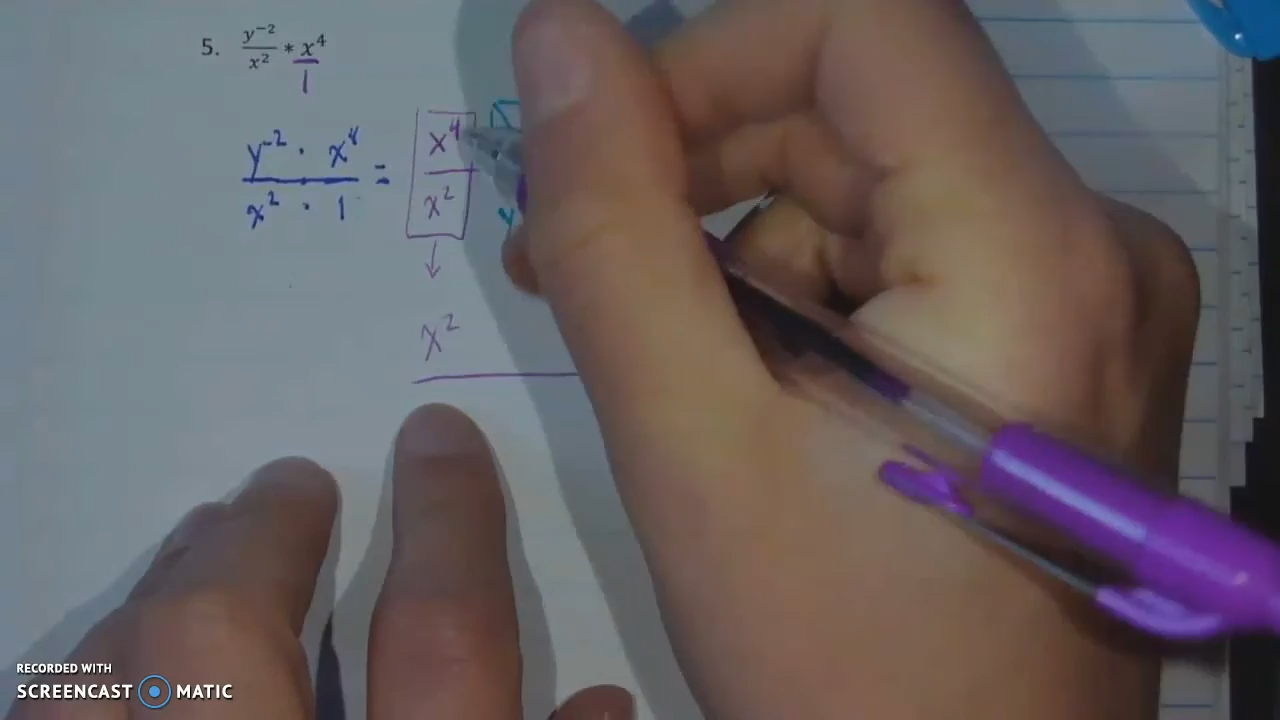 5. y⁻²/x² * x⁴
1
y⁻² · x⁴ / x² · 1 = x⁴/x² y
↓
x²
RECORDED WITH
SCREENCAST MATIC